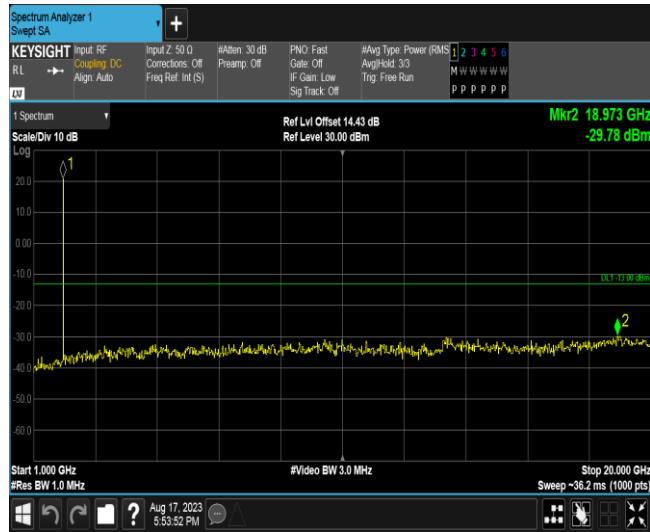 Spectrum Analyzer 1
Swept SA
+
KEYSIGHT
RL
LXI
Input: RF
Coupling: DC
Align: Auto
Input Z: 50 Ω
Corrections: Off
Freq Ref: Int (S)
#Atten: 30 dB
Preamp: Off
PNO: Fast
Gate: Off
IF Gain: Low
Sig Track: Off
#Avg Type: Power (RMS
Avg|Hold: 3/3
Trig: Free Run
1 2 3 4 5 6
M W W W W W
P P P P P P
1 Spectrum
Scale/Div 10 dB
Ref Lvl Offset 14.43 dB
Ref Level 30.00 dBm
Mkr2 18.973 GHz
-29.78 dBm
Log
1
20.0
10.0
0.00
-10.0
DL1 -13.00 dBm
-20.0
2
-30.0
-40.0
-50.0
-60.0
Start 1.000 GHz
#Video BW 3.0 MHz
Stop 20.000 GHz
#Res BW 1.0 MHz
Sweep ~36.2 ms (1000 pts)
?
Aug 17, 2023
5:53:52 PM